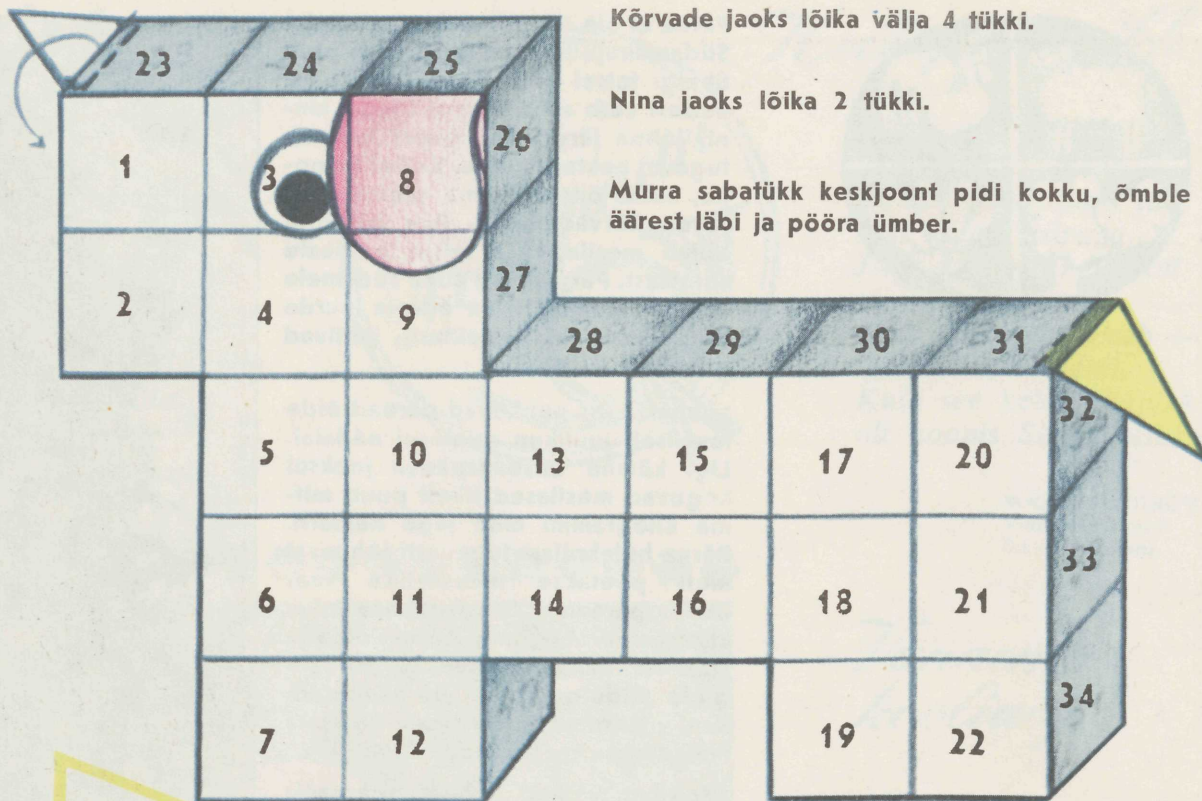 Kõrvade jaoks lõika välja 4 tükki.
Nina jaoks lõika 2 tükki.
Murra sabatükk keskjoont pidi kokku, õmble
äärest läbi ja pööra ümber.
23 24 25
1 3 8 26
2 4 9 27
28 29 30 31
5 10 13 15 17 20 32
6 11 14 16 18 21 33
7 12 19 22 34